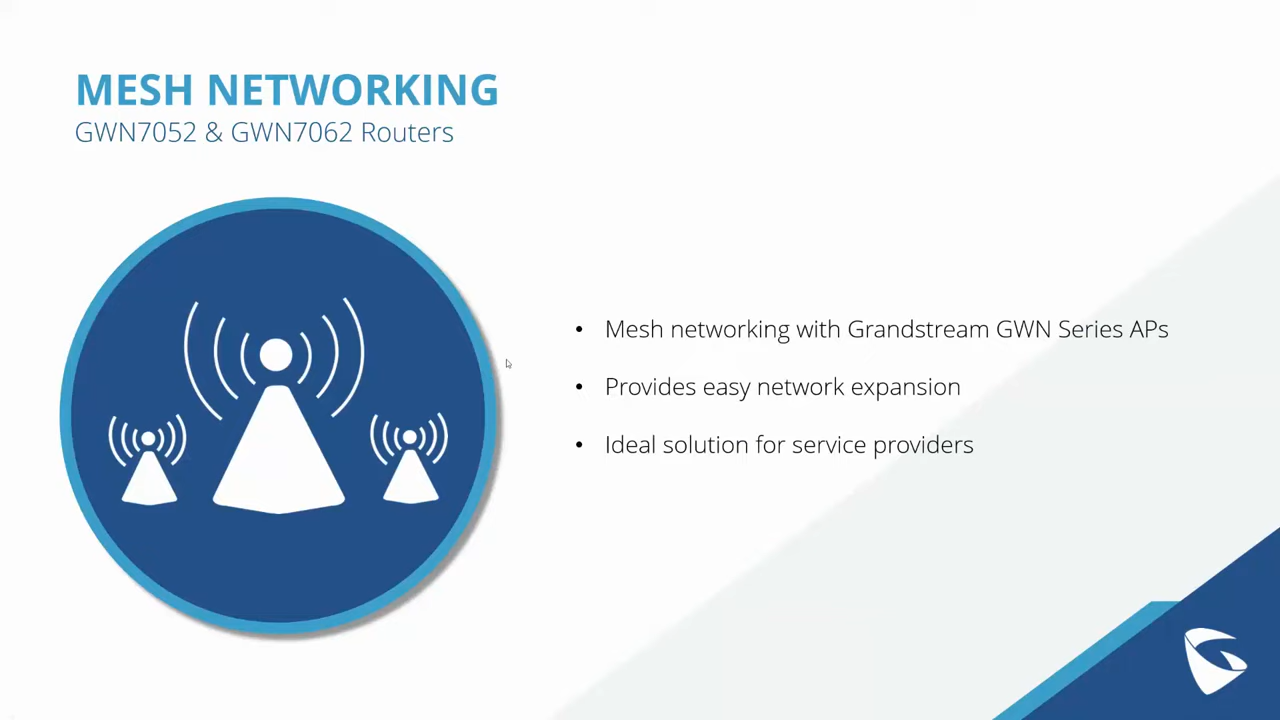 MESH NETWORKING
GWN7052 & GWN7062 Routers
• Mesh networking with Grandstream GWN Series APs
• Provides easy network expansion
• Ideal solution for service providers